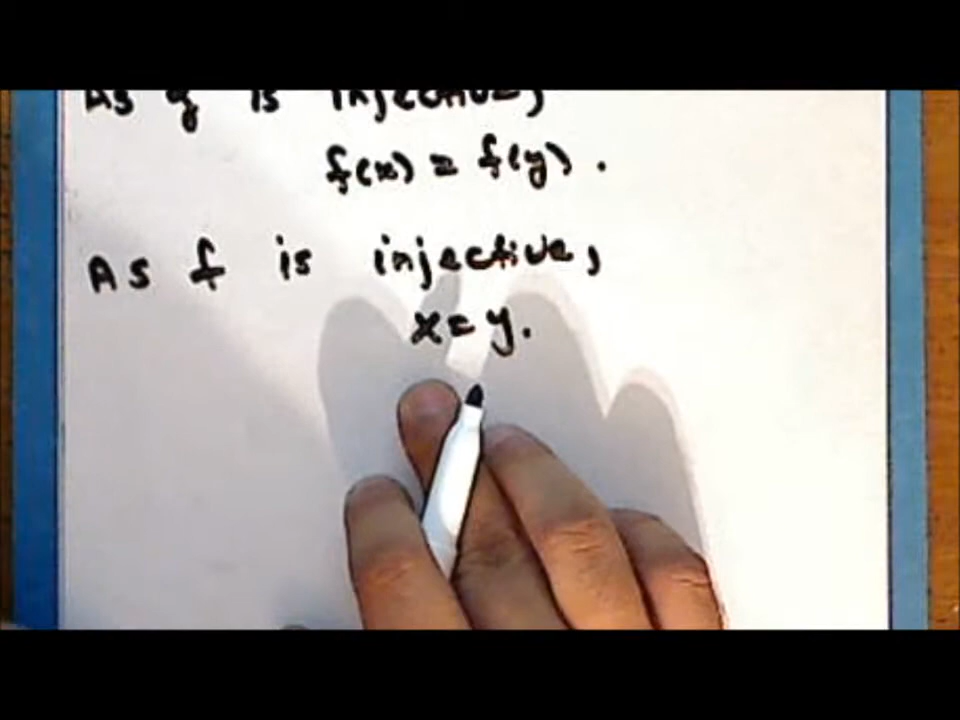 As g is injective,
f(x) = f(y).
As f is injective,
x = y.